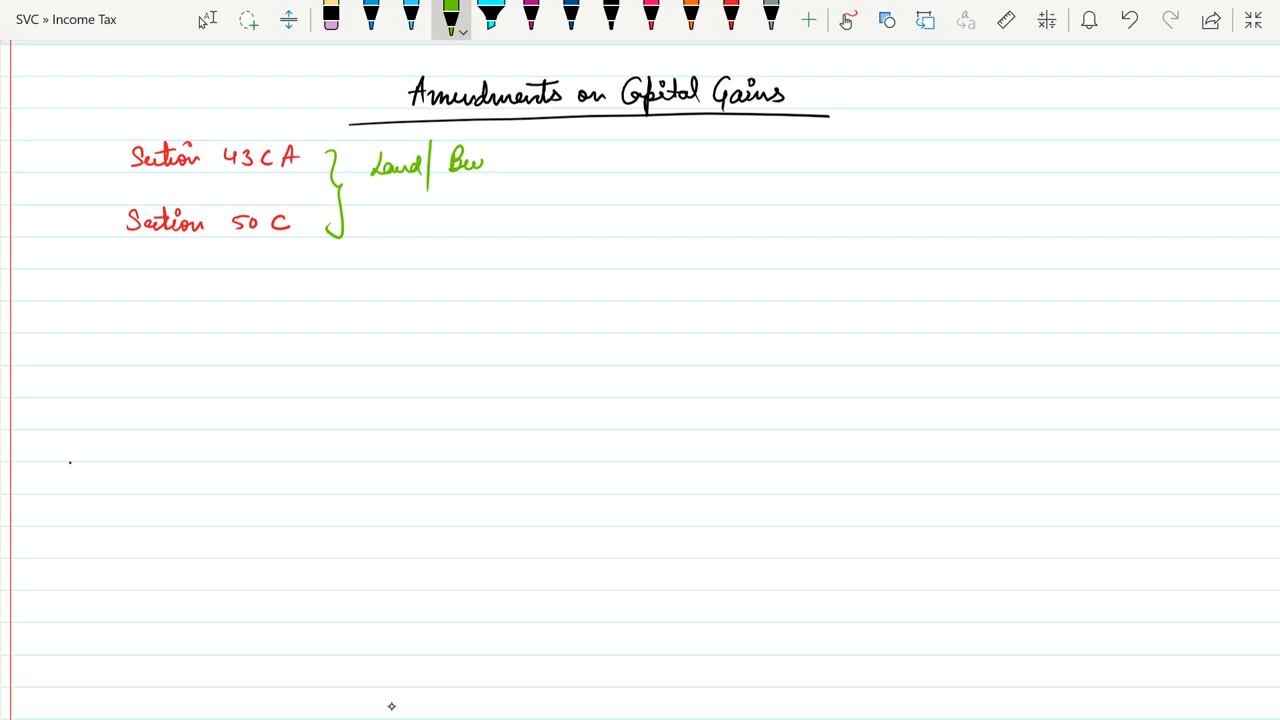 SVC » Income Tax
Amendments on Capital Gains
Section 43CA } Land/ Bu
Section 50C